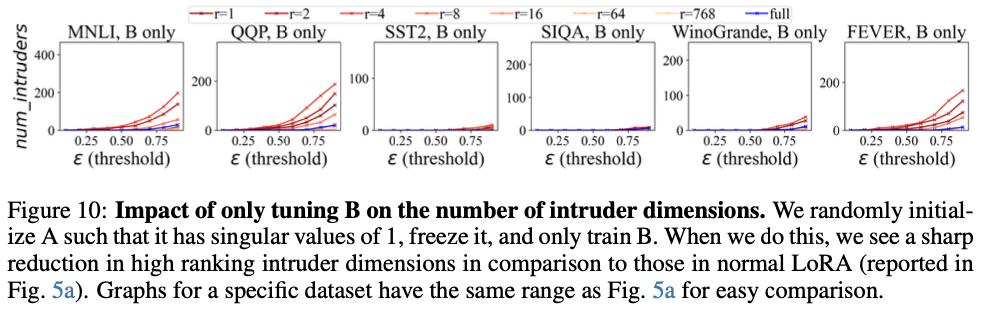 r=1 r=2 r=4 r=8 r=16 r=64 r=768 full
MNLI, B only QQP, B only SST2, B only SIQA, B only WinoGrande, B only FEVER, B only
num_intruders
400 200 0
200 0
100 0
200 100 0
200 100 0
200 0
0.25 0.50 0.75 0.25 0.50 0.75 0.25 0.50 0.75 0.25 0.50 0.75 0.25 0.50 0.75 0.25 0.50 0.75
ε (threshold) ε (threshold) ε (threshold) ε (threshold) ε (threshold) ε (threshold)
Figure 10: Impact of only tuning B on the number of intruder dimensions. We randomly initial-
ize A such that it has singular values of 1, freeze it, and only train B. When we do this, we see a sharp
reduction in high ranking intruder dimensions in comparison to those in normal LoRA (reported in
Fig. 5a). Graphs for a specific dataset have the same range as Fig. 5a for easy comparison.